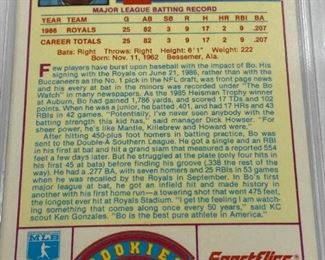 MAJOR LEAGUE BATTING RECORD
YEAR TEAM G AB SB S R H HR RBI BA
1986 ROYALS 25 82 3 9 9 17 2 9 .207
CAREER TOTALS 25 82 3 9 9 17 2 9 .207
Bats: Right Throws: Right Height: 6'1" Weight: 222
Born: Nov. 11, 1962 Bessemer, Ala.
Few players have burst upon baseball with the impact of Bo. His
signing with the Royals on June 21, 1986, rather than with the
Buccaneers as the No. 1 pick in the NFL draft, was front page news
and his every at bat in the minors was recorded in "The Bo
Watch" in many newspapers. As the 1985 Heisman Trophy winner
at Auburn, Bo had 1,786 yards, and scored 17 TDs and 102
points. When he was a junior, he batted .401, and had 17 HRs and 43
RBIs in 42 games. "Potentially, I've never seen anybody with the
batting strength this kid has," said manager Dick Howser. "For
sheer power, he's like Mantle, Killebrew and Howard were."
After hitting 450-plus foot homers in batting practice, Bo was
sent to the Double-A Southern League. He got a single and an RBI
in his first at bat and hit three grand slams that measured 554
feet a few days later. But he struggled at the plate (only four hits in
his first 45 at bats) before finding his groove (.338 the rest of the
way). He had a .277 BA, with seven homers and 25 RBIs in 53 games
when he was recalled by the Royals in September. In Bo's first
major league at bat, he got an infield hit and made history in
another with his first home run—a towering shot that went 475 feet,
the longest ever hit at Royals Stadium. "I got the feeling I am
watching something that comes along once every 50 years," said KC
scout Ken Gonzales. "Bo is the best pure athlete in America."
MLB
ROOKIES
Sportflics